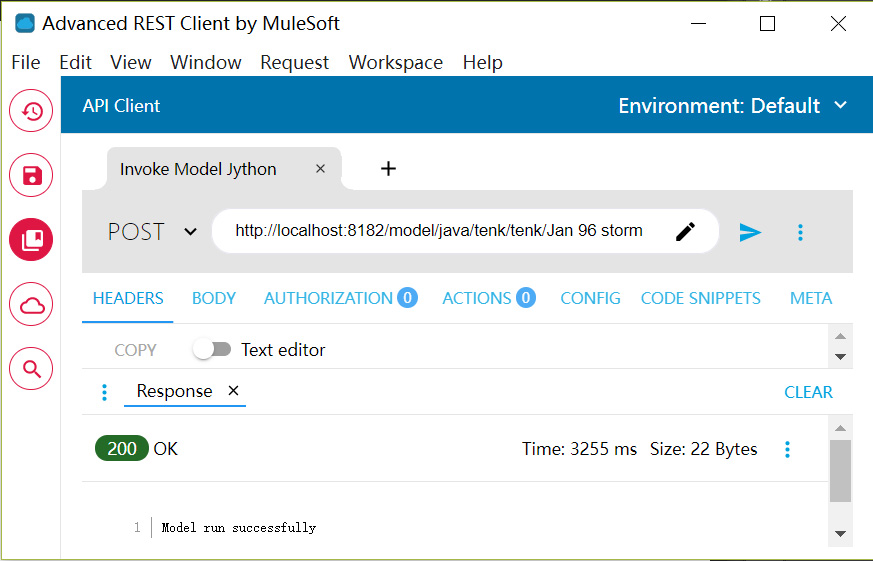 Advanced REST Client by MuleSoft
File Edit View Window Request Workspace Help
API Client Environment: Default
Invoke Model Jython
POST http://localhost:8182/model/java/tenk/tenk/Jan 96 storm
HEADERS BODY AUTHORIZATION 0 ACTIONS 0 CONFIG CODE SNIPPETS META
COPY Text editor
Response CLEAR
200 OK Time: 3255 ms Size: 22 Bytes
1 Model run successfully